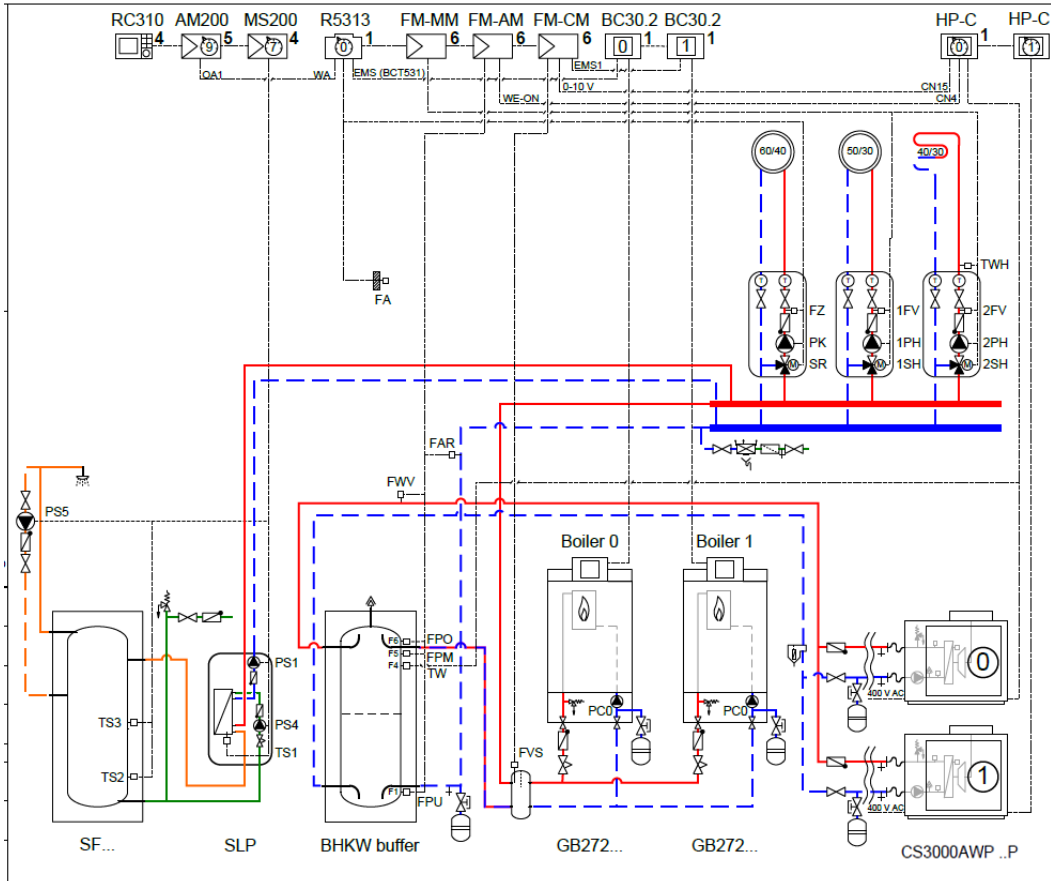 RC310 AM200 MS200 R5313 FM-MM FM-AM FM-CM BC30.2 BC30.2 HP-C HP-C
4 9 5 7 4 0 1 6 6 6 0 1 1 1 0 1 1
EMS1
OA1 WA EMS (BCT531) 0-10 V CN15
WE-ON CN4
60/40 50/30 40/30
TWH
FA
T T T T T T
FZ 1FV 2FV
PK 1PH 2PH
M SR M 1SH M 2SH
FAR
FWV
PS5
Boiler 0 Boiler 1
F6 FPO
F5 FPM
F4 TW
PS1
0
400 V AC
PC0 PC0
TS3 PS4
TS1 FVS
TS2
1
F1 FPU
400 V AC
SF... SLP BHKW buffer GB272... GB272... CS3000AWP ..P